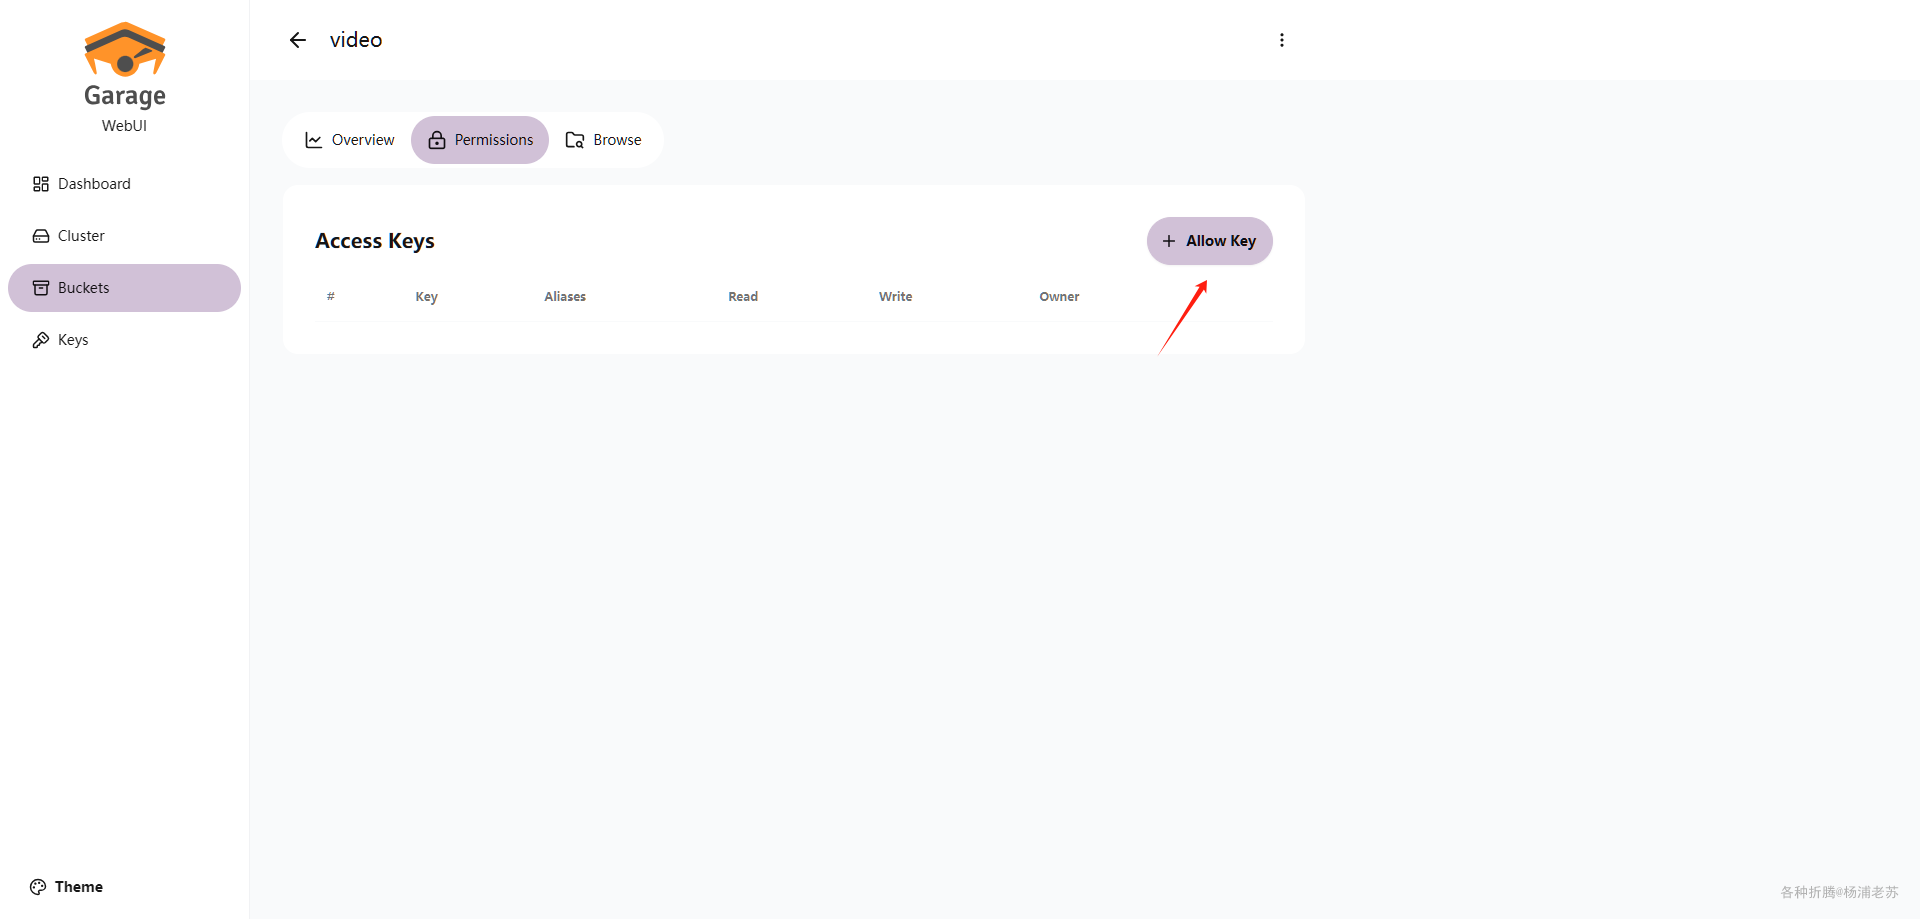 Garage
WebUI
Dashboard
Cluster
Buckets
Keys
Theme
video
Overview
Permissions
Browse
Access Keys
+ Allow Key
# Key Aliases Read Write Owner
各种折腾@杨浦老苏